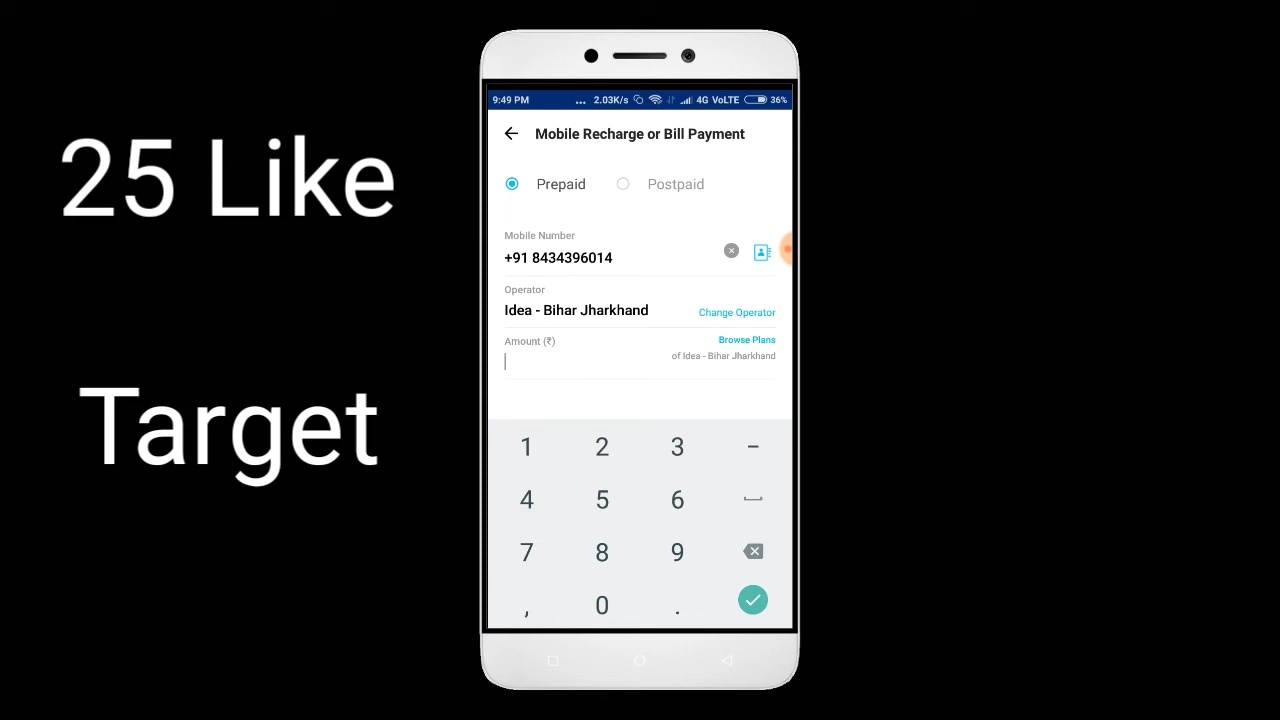 25 Like
Target
9:49 PM ... 2.03K/s 4G VoLTE 36%
Mobile Recharge or Bill Payment
Prepaid Postpaid
Mobile Number
+91 8434396014
Operator
Idea - Bihar Jharkhand Change Operator
Amount (₹) Browse Plans
of Idea - Bihar Jharkhand
1 2 3 -
4 5 6
7 8 9
, 0 .